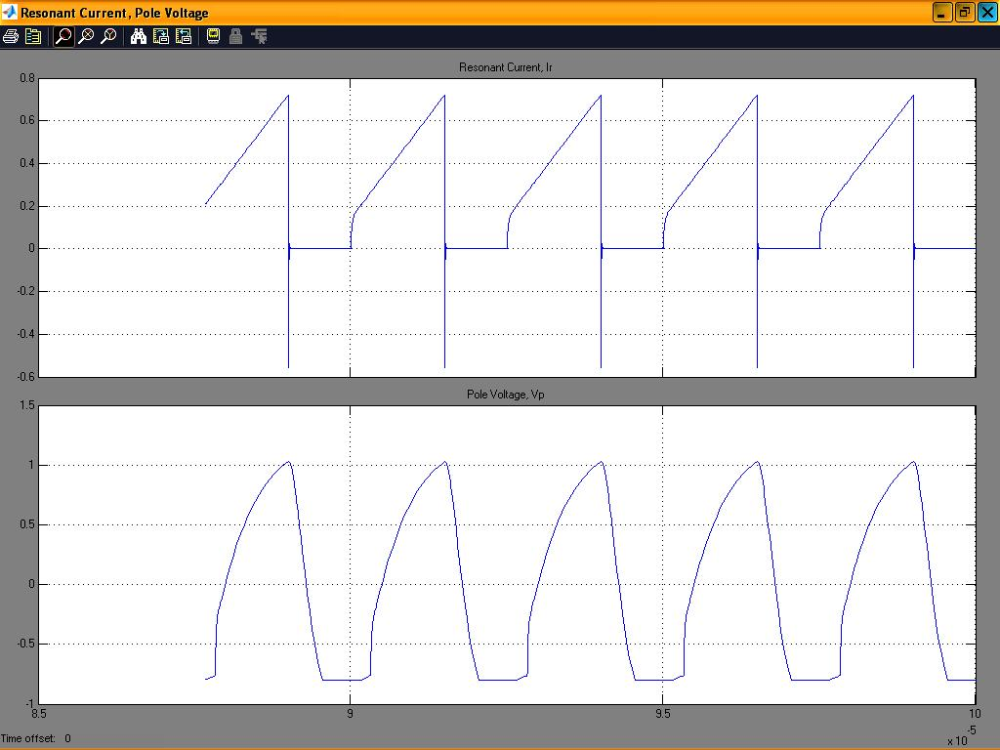 Resonant Current, Pole Voltage
Resonant Current, Ir
0.8
0.6
0.4
0.2
0
-0.2
-0.4
-0.6
Pole Voltage, Vp
1.5
1
0.5
0
-0.5
-1
8.5 9 9.5 10
x 10 -5
Time offset: 0